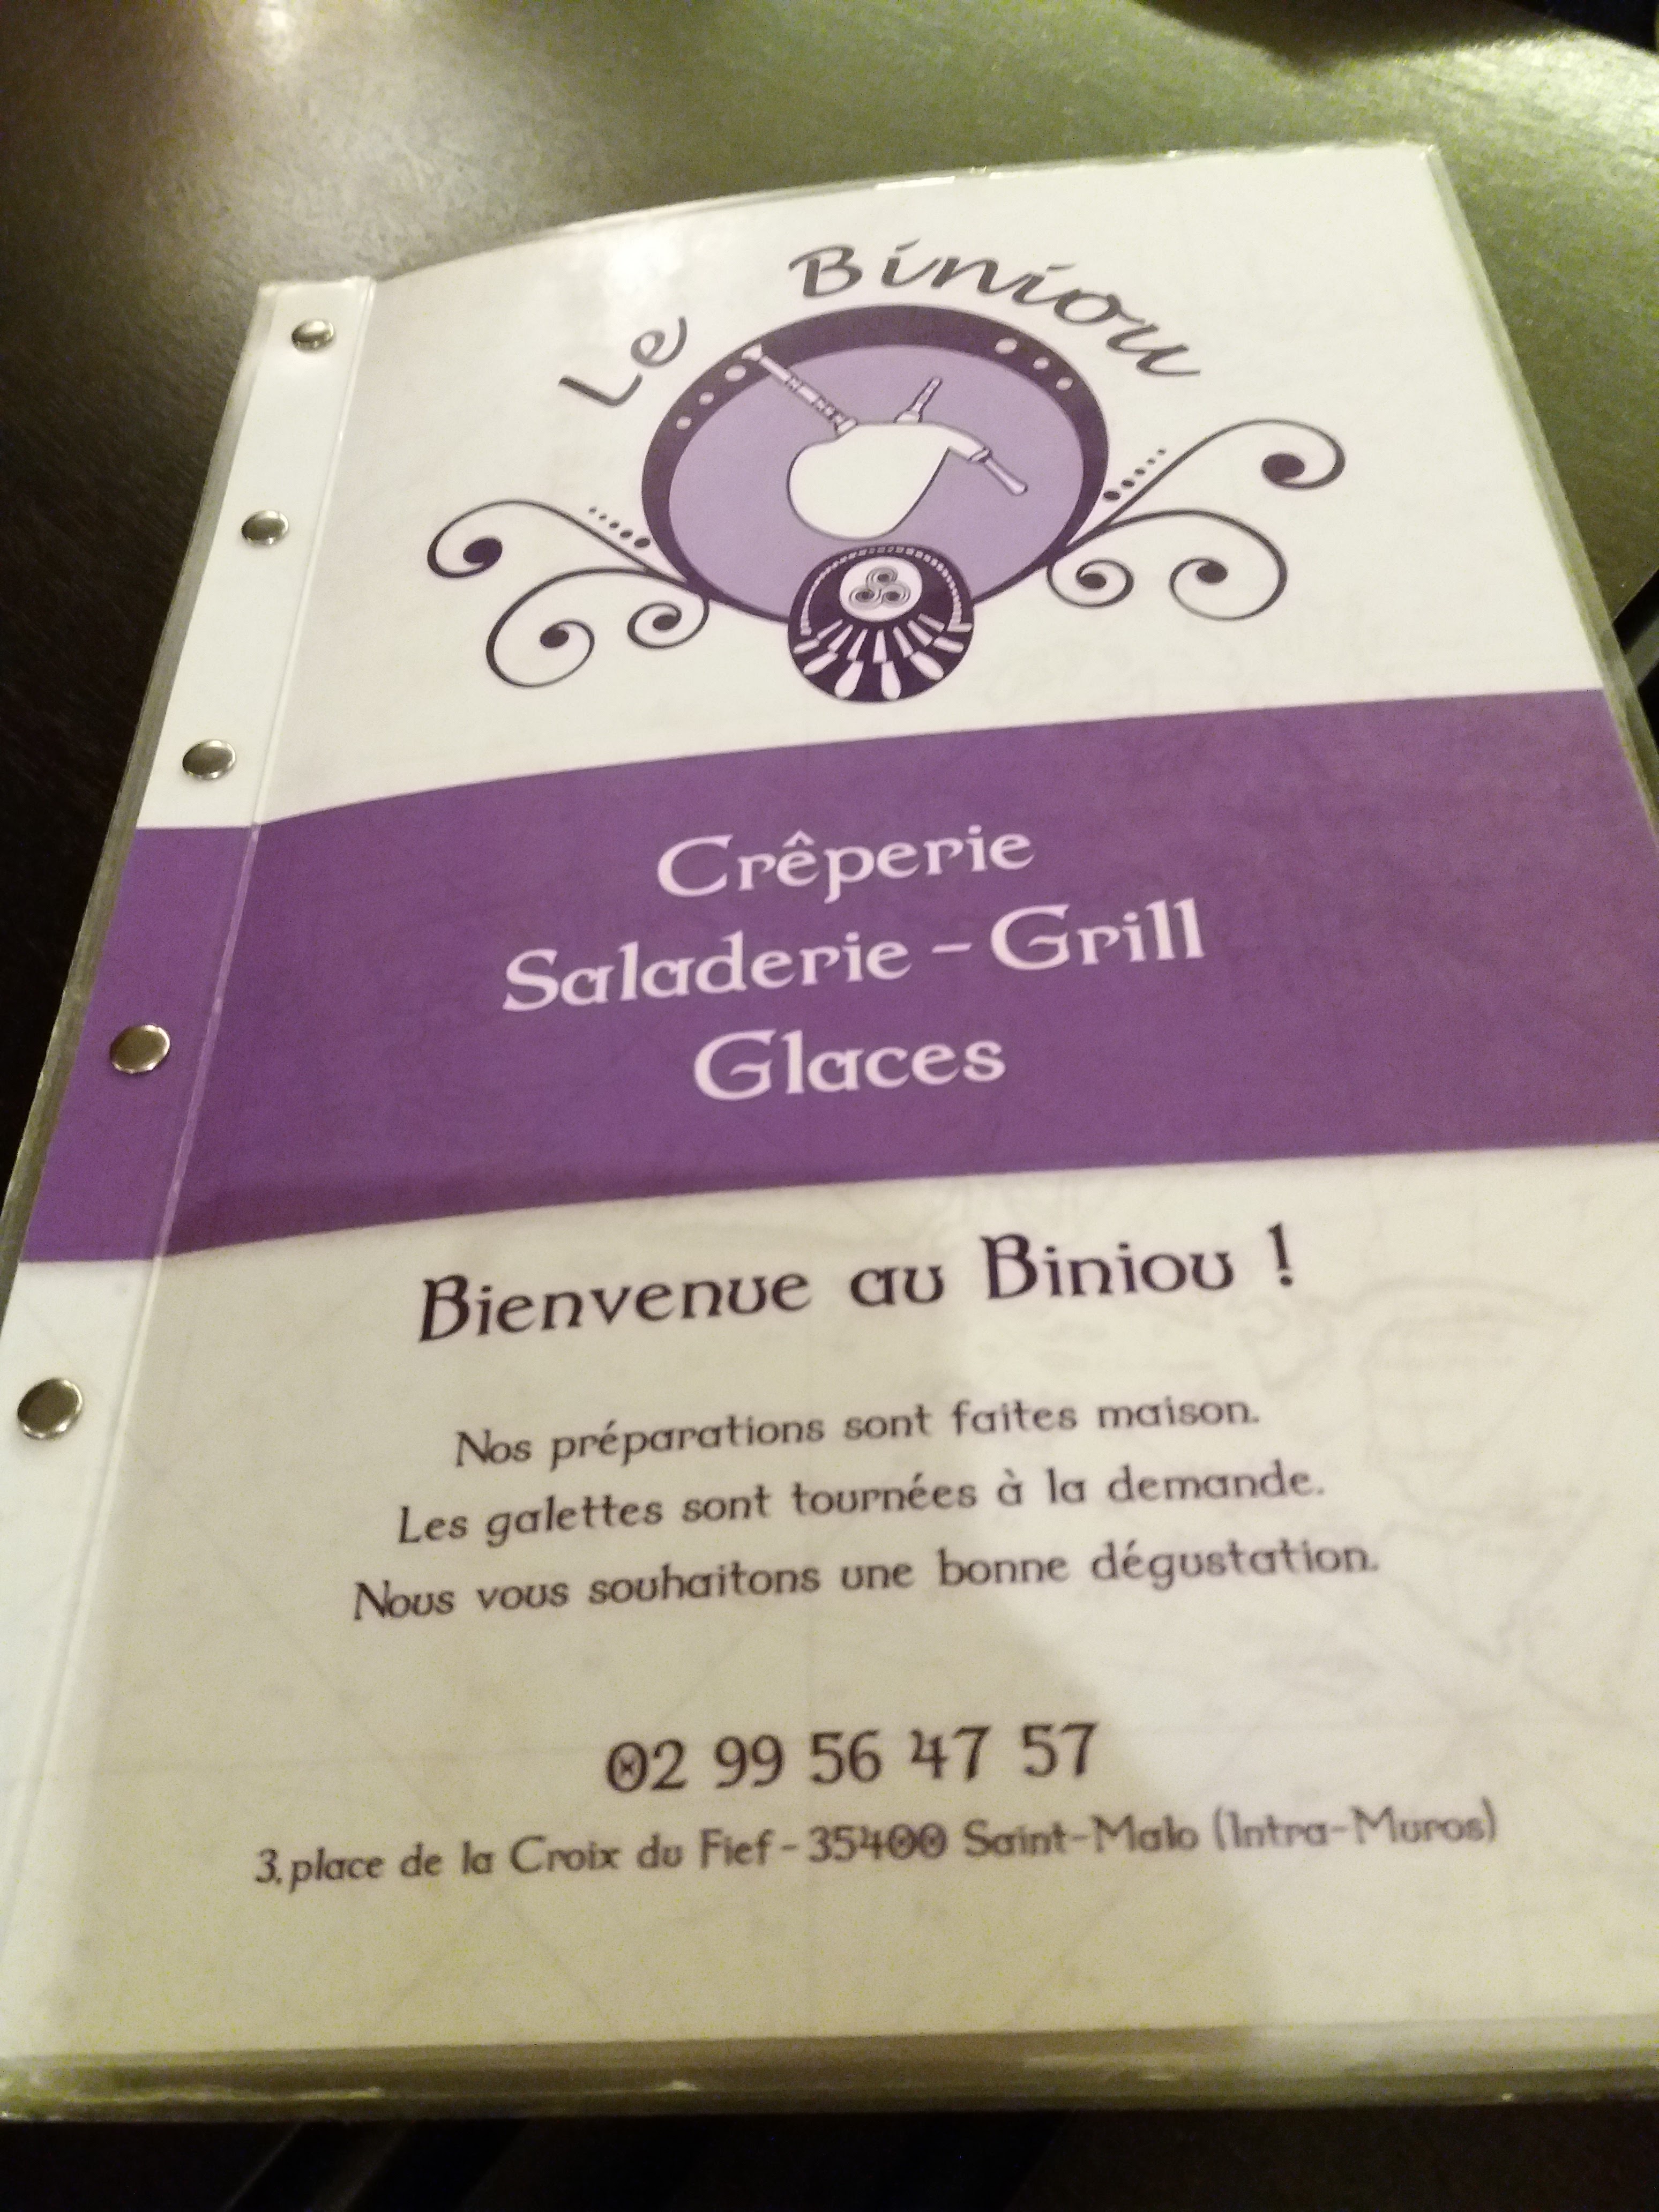 Le Biniou
Crêperie
Saladerie - Grill
Glaces
Bienvenue au Biniou !
Nos préparations sont faites maison.
Les galettes sont tournées à la demande.
Nous vous souhaitons une bonne dégustation.
02 99 56 47 57
3, place de la Croix du Fief - 35400 Saint-Malo (Intra-Muros)